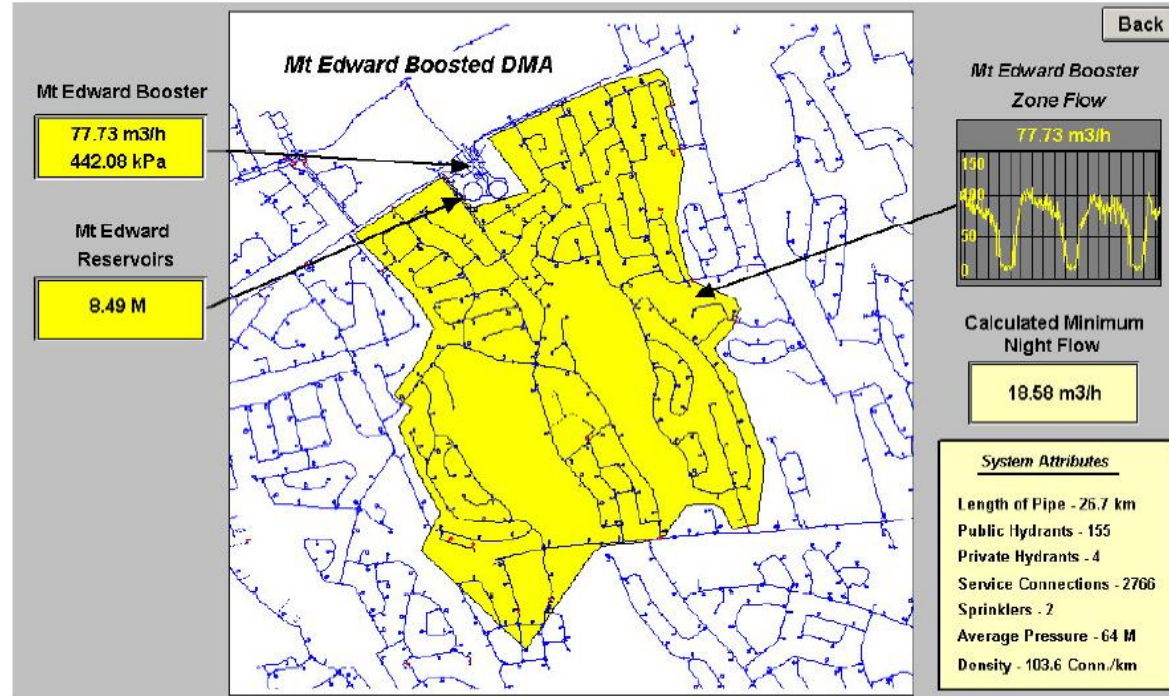 Back
Mt Edward Boosted DMA
Mt Edward Booster
77.73 m3/h
442.08 kPa
Mt Edward
Reservoirs
8.49 M
Mt Edward Booster
Zone Flow
77.73 m3/h
150
100
50
0
Calculated Minimum
Night Flow
18.58 m3/h
System Attributes
Length of Pipe - 26.7 km
Public Hydrants - 155
Private Hydrants - 4
Service Connections - 2766
Sprinklers - 2
Average Pressure - 64 M
Density - 103.6 Conn./km